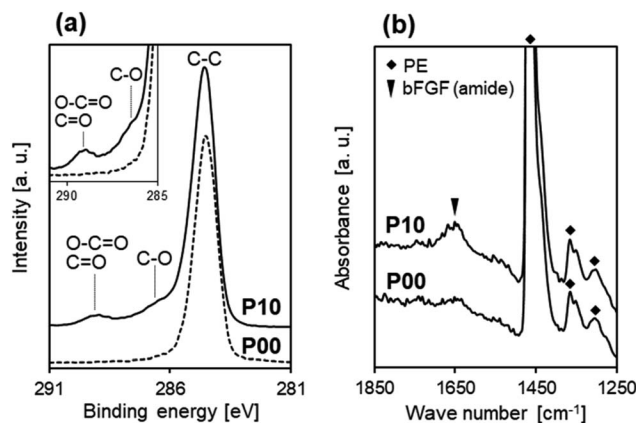 (a)
C-C
C-O
O-C=O
C=O
290
285
O-C=O
C=O
C-O
P10
P00
Intensity [a. u.]
291
286
281
Binding energy [eV]
(b)
◆ PE
▼ bFGF (amide)
P10
P00
Absorbance [a. u.]
1850
1650
1450
1250
Wave number [cm⁻¹]